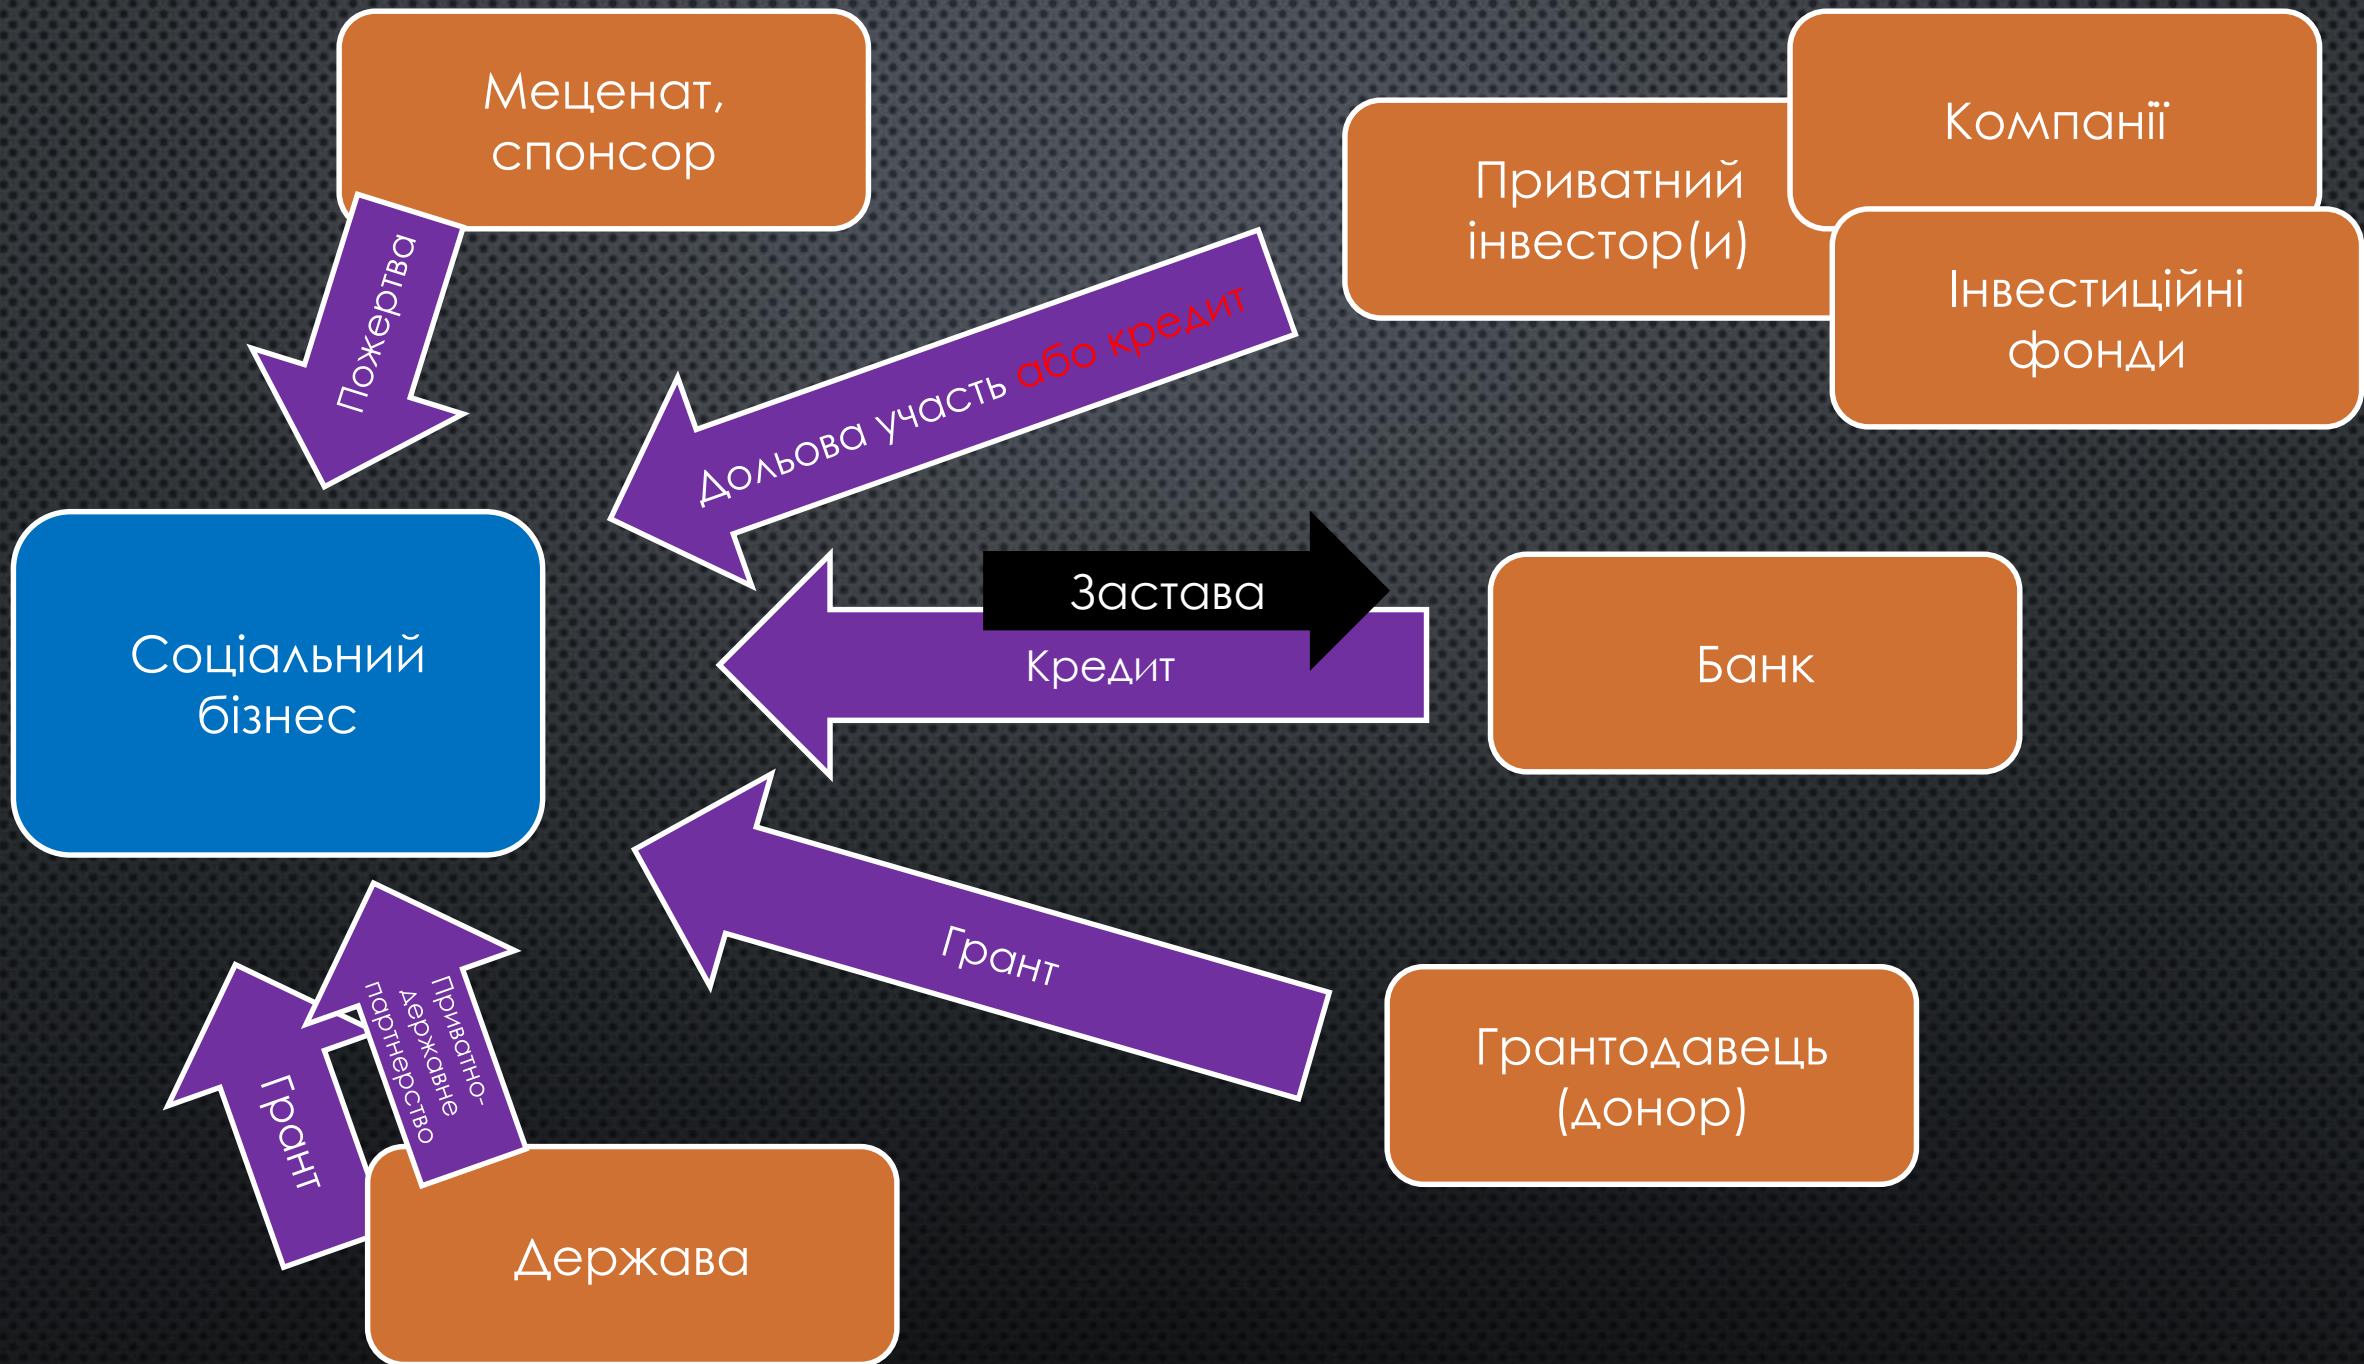 Меценат,
спонсор
Компанії
Приватний
інвестор(и)
Інвестиційні
фонди
Пожертва
Дольова участь або кредит
Застава
Кредит
Соціальний
бізнес
Банк
Грант
Грантодавець
(донор)
Приватно-
державне
партнерство
Грант
Держава